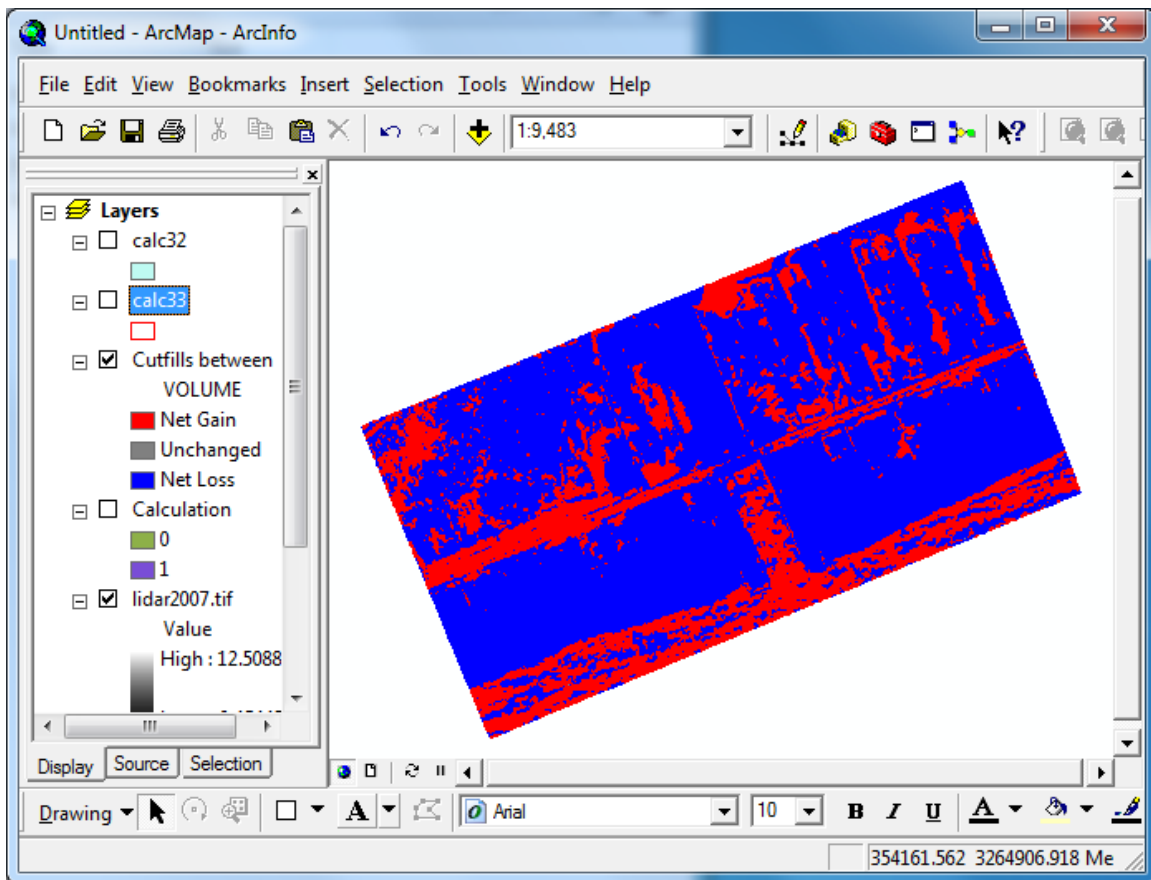 Untitled - ArcMap - ArcInfo
File Edit View Bookmarks Insert Selection Tools Window Help
1:9,483
Layers
calc32
calc33
Cutfills between
VOLUME
Net Gain
Unchanged
Net Loss
Calculation
0
1
lidar2007.tif
Value
High : 12.5088
Display Source Selection
Drawing A Arial 10 B I U A
354161.562 3264906.918 Me